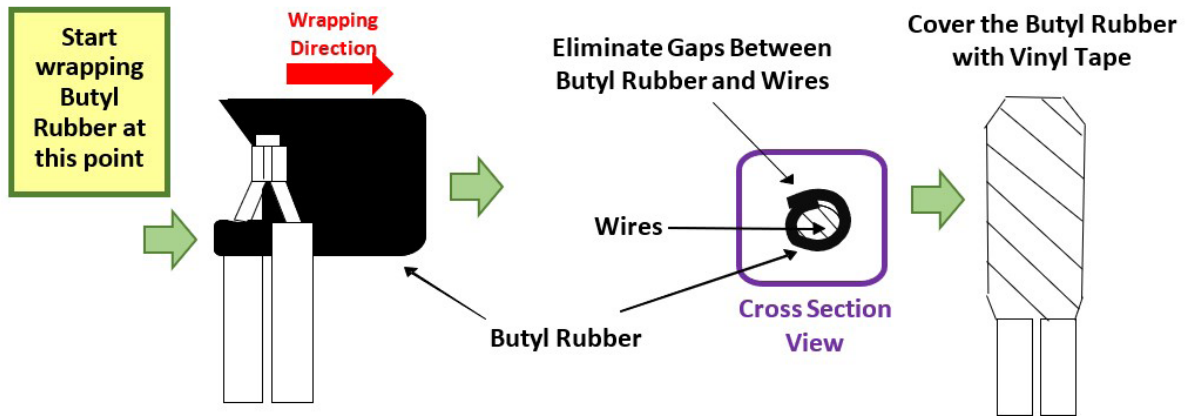 Start
wrapping
Butyl
Rubber at
this point
Wrapping
Direction
Eliminate Gaps Between
Butyl Rubber and Wires
Wires
Butyl Rubber
Cross Section
View
Cover the Butyl Rubber
with Vinyl Tape